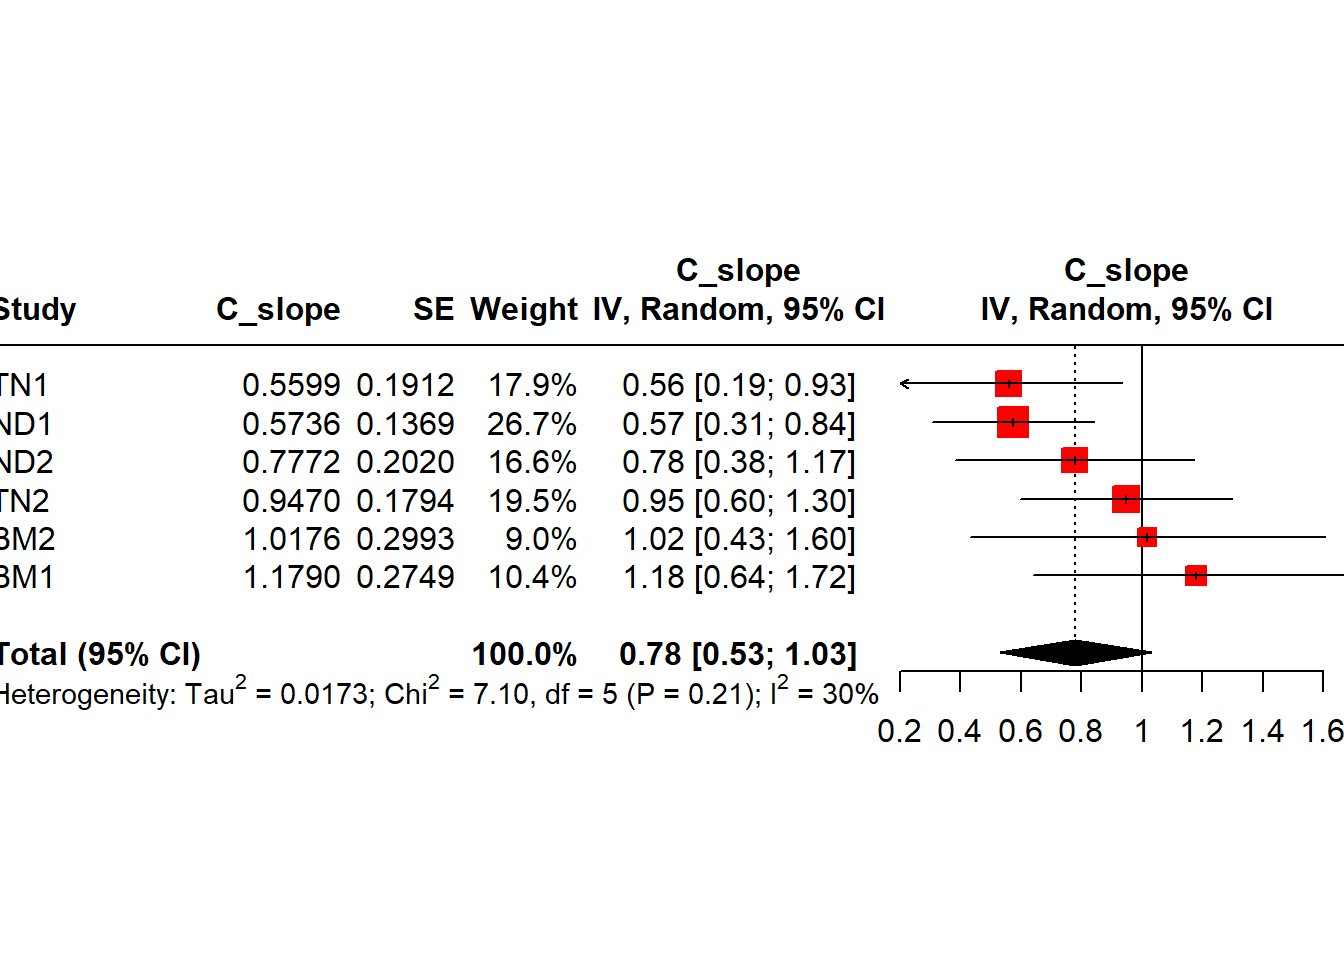 C_slope C_slope
Study C_slope SE Weight IV, Random, 95% CI IV, Random, 95% CI
TN1 0.5599 0.1912 17.9% 0.56 [0.19; 0.93]
ND1 0.5736 0.1369 26.7% 0.57 [0.31; 0.84]
ND2 0.7772 0.2020 16.6% 0.78 [0.38; 1.17]
TN2 0.9470 0.1794 19.5% 0.95 [0.60; 1.30]
BM2 1.0176 0.2993 9.0% 1.02 [0.43; 1.60]
BM1 1.1790 0.2749 10.4% 1.18 [0.64; 1.72]
Total (95% CI) 100.0% 0.78 [0.53; 1.03]
Heterogeneity: Tau² = 0.0173; Chi² = 7.10, df = 5 (P = 0.21); I² = 30%
0.2 0.4 0.6 0.8 1 1.2 1.4 1.6